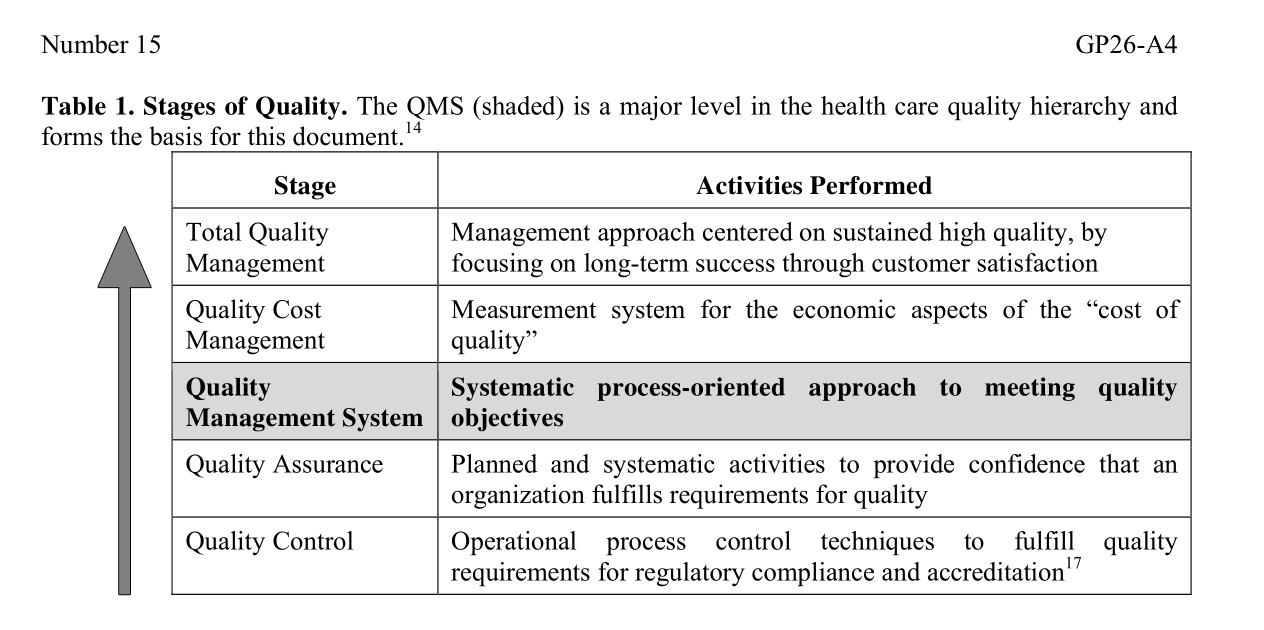 Number 15 GP26-A4
Table 1. Stages of Quality. The QMS (shaded) is a major level in the health care quality hierarchy and
forms the basis for this document.14
Stage Activities Performed
Total Quality
Management
Management approach centered on sustained high quality, by
focusing on long-term success through customer satisfaction
Quality Cost
Management
Measurement system for the economic aspects of the “cost of
quality”
Quality
Management System
Systematic process-oriented approach to meeting quality
objectives
Quality Assurance
Planned and systematic activities to provide confidence that an
organization fulfills requirements for quality
Quality Control
Operational process control techniques to fulfill quality
requirements for regulatory compliance and accreditation17